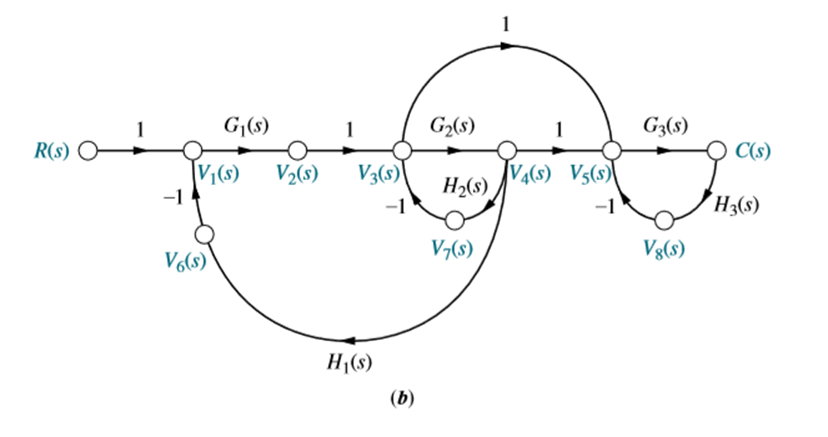 1
R(s) 1 G₁(s) 1 G₂(s) 1 G₃(s) C(s)
V₁(s) V₂(s) V₃(s) V₄(s) V₅(s)
H₂(s)
-1 -1 -1 H₃(s)
V₆(s) V₇(s) V₈(s)
H₁(s)
(b)